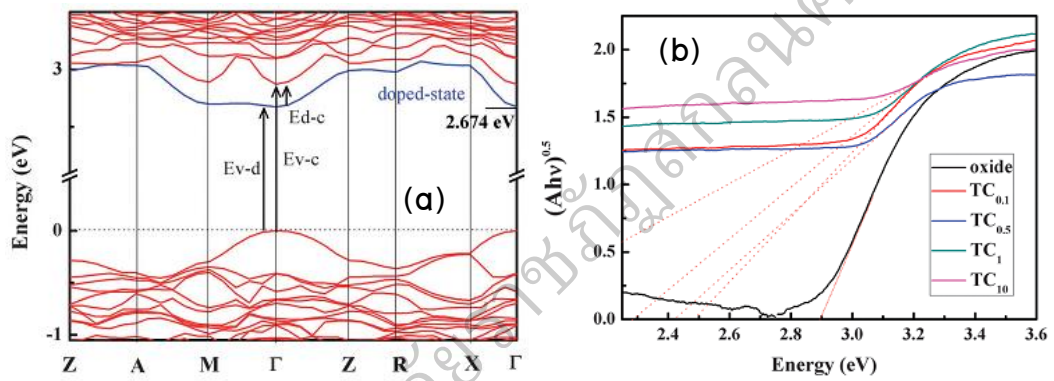 (a)
Energy (eV)
3
0
-1
doped-state
2.674 eV
Ed-c
Ev-d
Ev-c
Z A M Γ Z R X Γ
(b)
(Ahν)^0.5
2.0
1.5
1.0
0.5
0.0
oxide
TC0.1
TC0.5
TC1
TC10
2.4 2.6 2.8 3.0 3.2 3.4 3.6
Energy (eV)